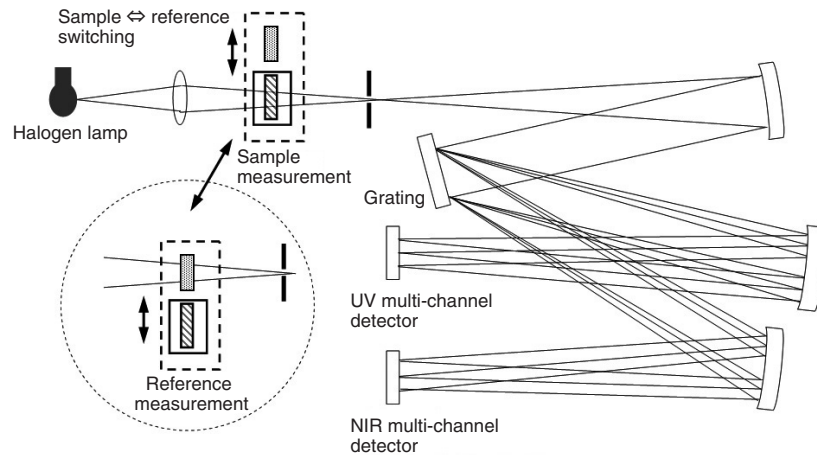 Sample ⇔ reference
switching
Halogen lamp
Sample
measurement
Grating
UV multi-channel
detector
Reference
measurement
NIR multi-channel
detector